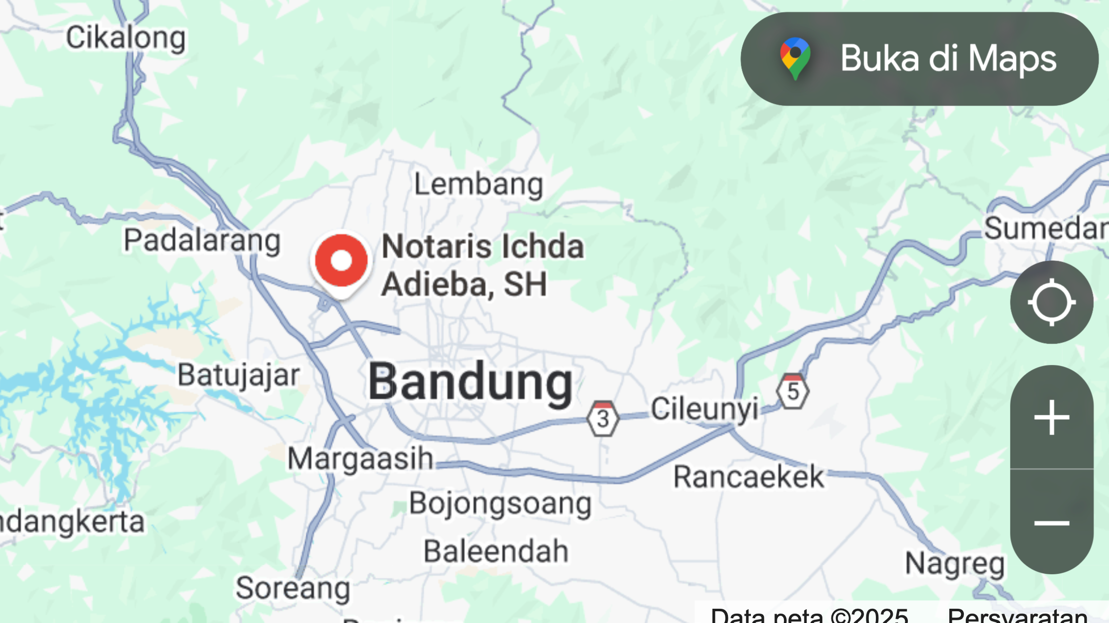 Cikalong
Buka di Maps
Lembang
Padalarang
Notaris Ichda
Adieba, SH
Sumedan
Batujajar
Bandung
5
3
Cileunyi
Margaasih
Rancaekek
Bojongsoang
ndangkerta
Baleendah
Nagreg
Soreang
Data peta ©2025
Persyaratan